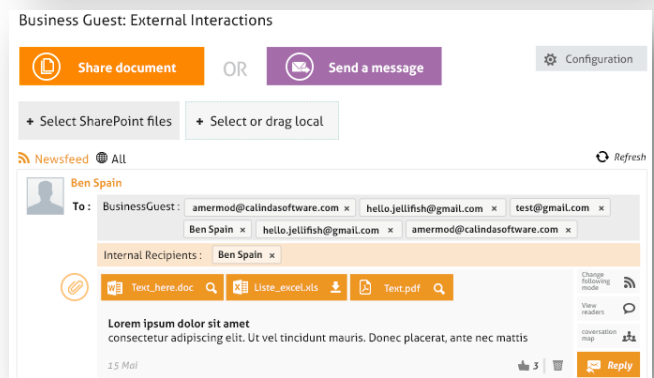 Business Guest: External Interactions
Share document
OR
Send a message
Configuration
+ Select SharePoint files
+ Select or drag local
Newsfeed
All
Refresh
Ben Spain
To : BusinessGuest : amermod@calindasoftware.com × hello.jellifish@gmail.com × test@gmail.com ×
Ben Spain × hello.jellifish@gmail.com × amermod@calindasoftware.com ×
Internal Recipients : Ben Spain ×
Text_here.doc
Liste_excel.xls
Text.pdf
Change
following
mode
View
readers
coversation
map
Lorem ipsum dolor sit amet
consectetur adipiscing elit. Ut vel tincidunt mauris. Donec placerat, ante nec mattis
15 Mai
3
Reply